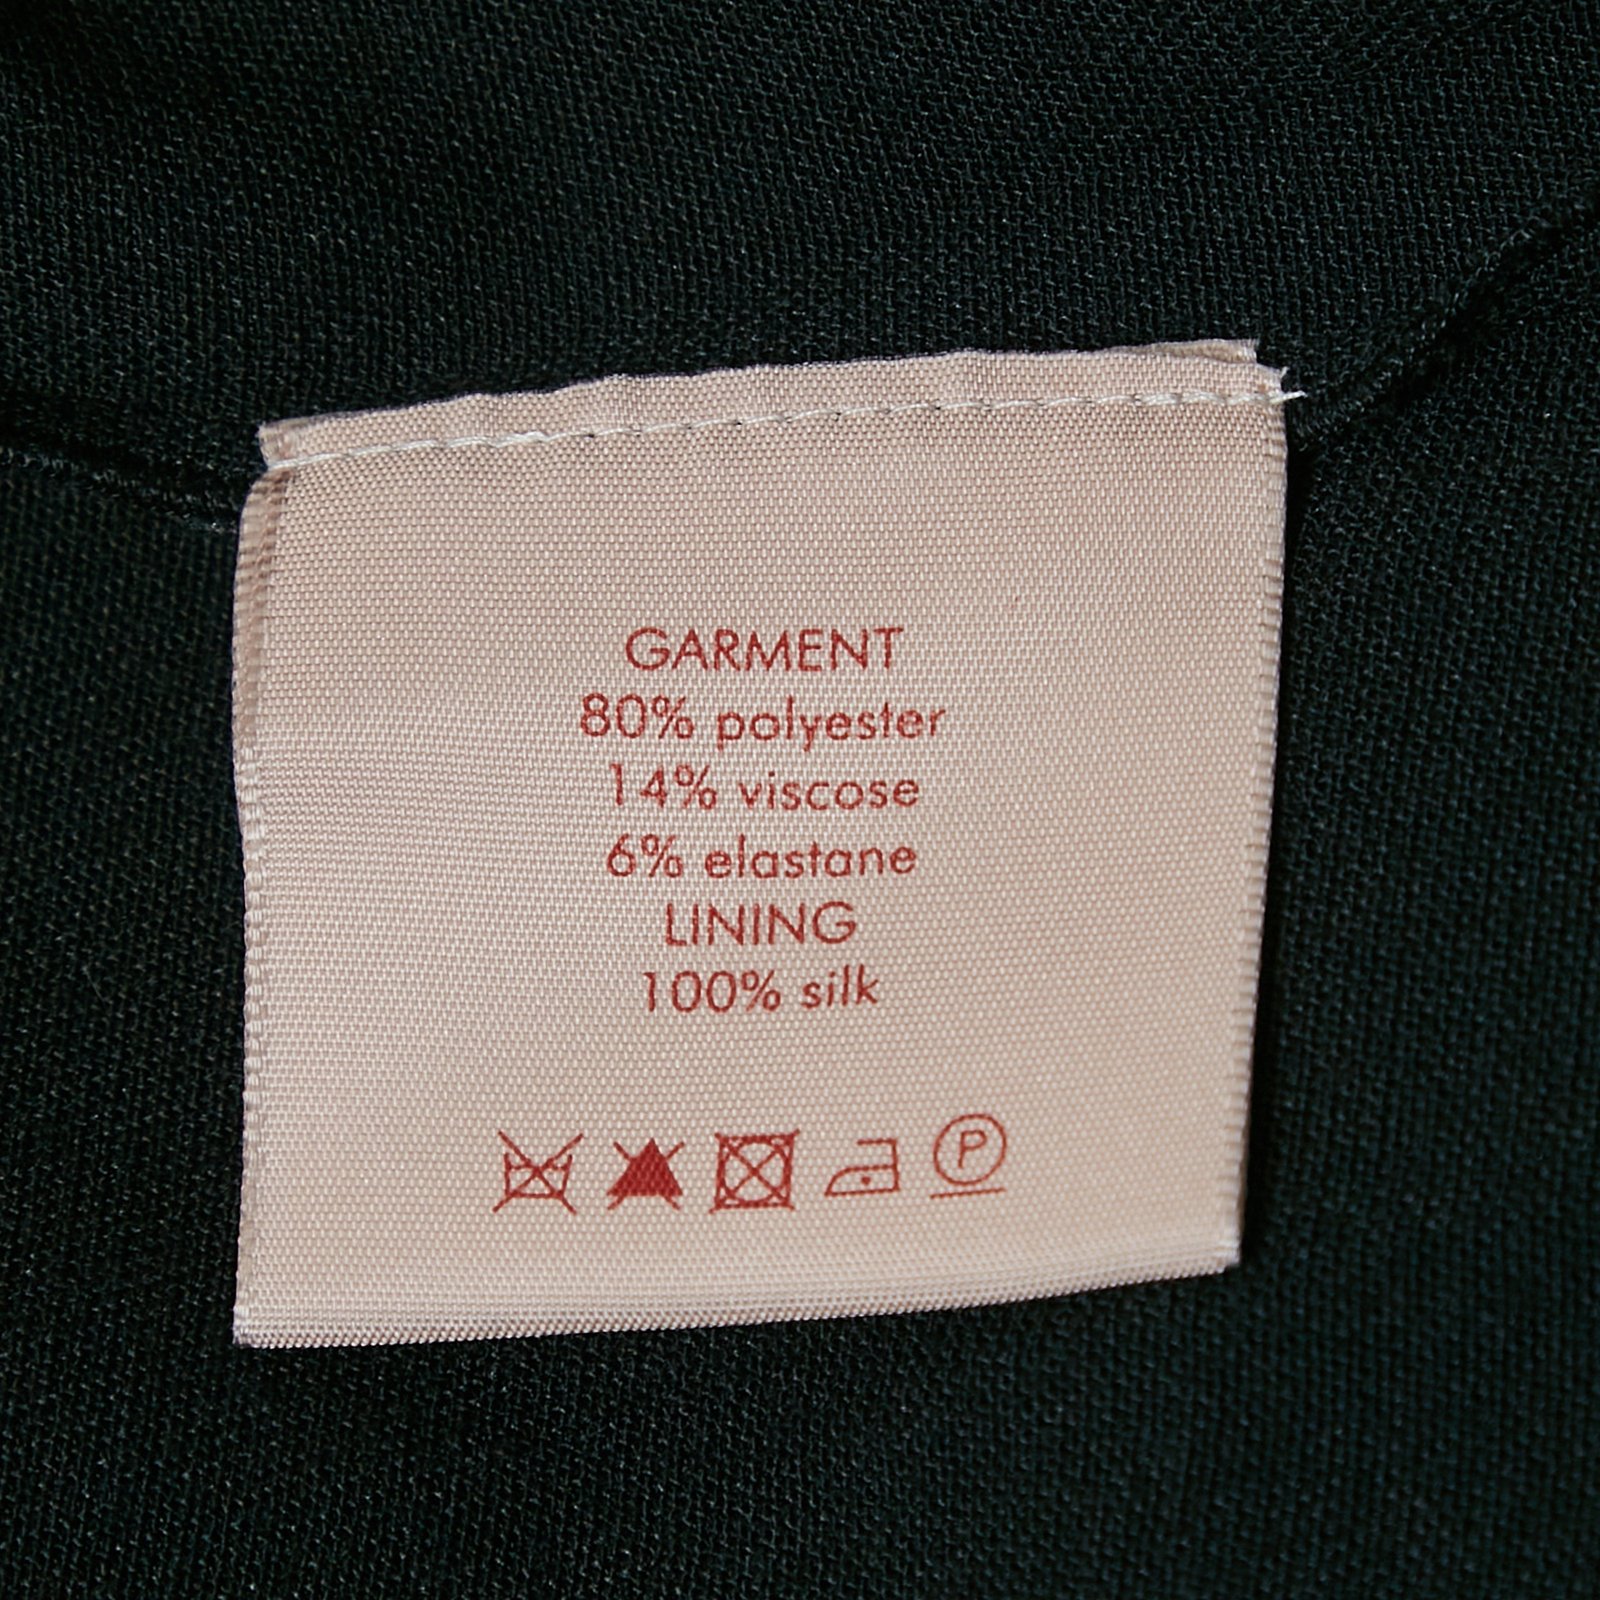 GARMENT
80% polyester
14% viscose
6% elastane
LINING
100% silk
P